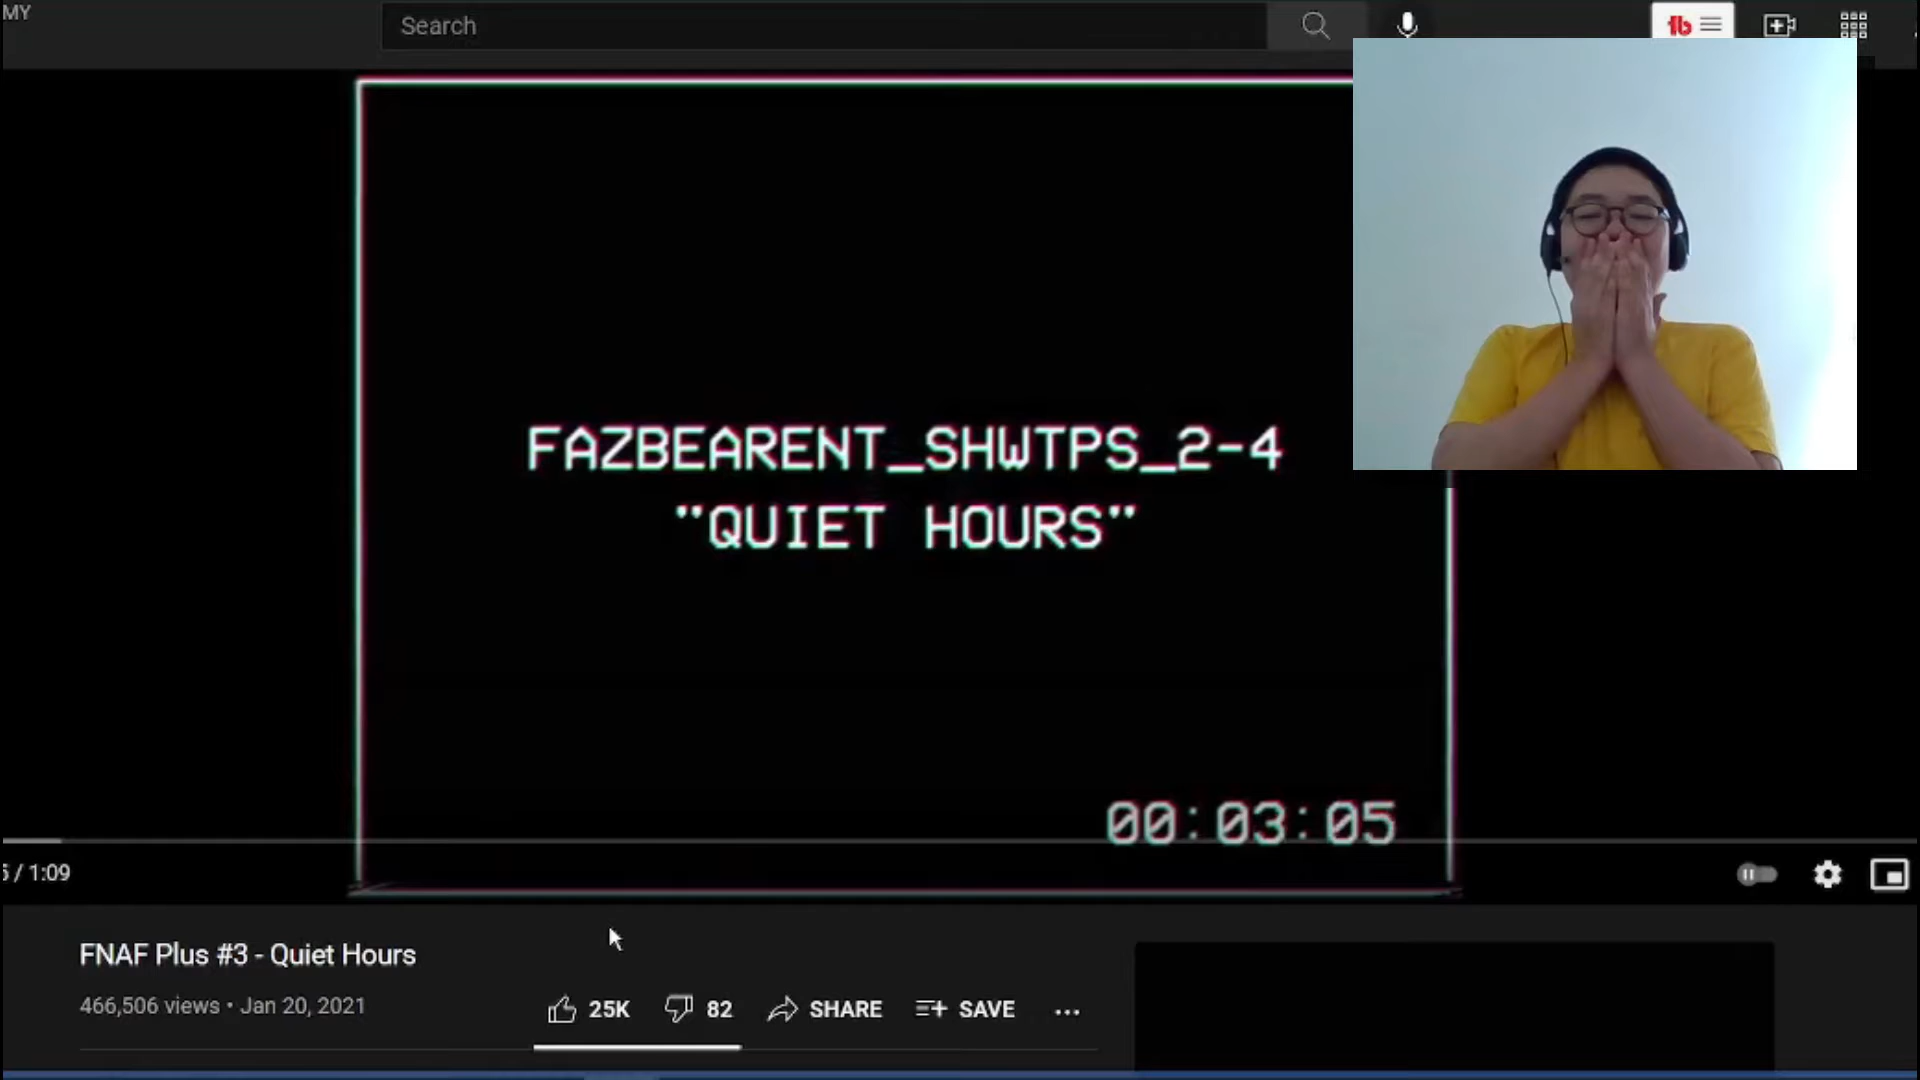 MY
Search
FAZBEARENT_SHWTPS_2-4
"QUIET HOURS"
00:03:05
5 / 1:09
FNAF Plus #3 - Quiet Hours
466,506 views • Jan 20, 2021
25K
82
SHARE
SAVE